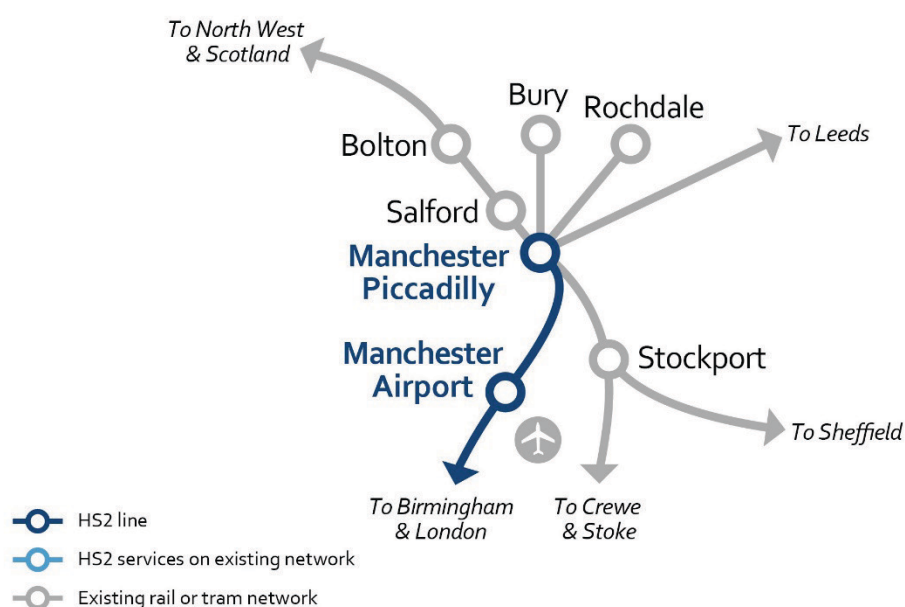 To North West
& Scotland
Bury
Rochdale
To Leeds
Bolton
Salford
Manchester
Piccadilly
Manchester
Airport
Stockport
To Sheffield
To Birmingham
& London
To Crewe
& Stoke
HS2 line
HS2 services on existing network
Existing rail or tram network